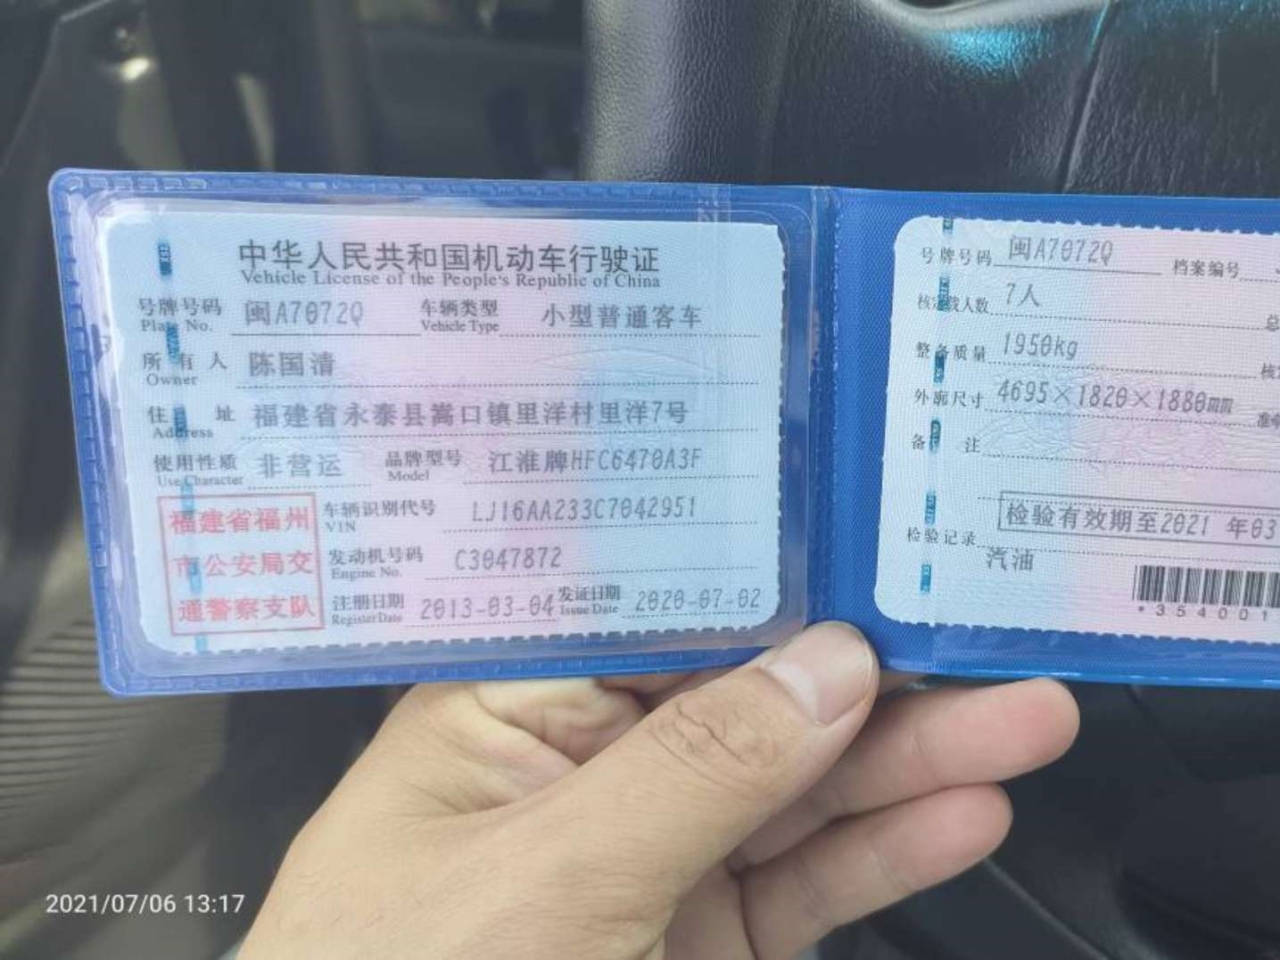 中华人民共和国机动车行驶证
Vehicle License of the People's Republic of China
号牌号码 闽A7072Q 车辆类型 小型普通客车
Plate No. Vehicle Type
所有人 陈国清
Owner
住址 福建省永泰县嵩口镇里洋村里洋7号
Address
使用性质 非营运 品牌型号 江淮牌HFC6470A3F
Use Character Model
福建省福州
市公安局交
通警察支队
车辆识别代号 LJ16AA233C7042951
VIN
发动机号码 C3047872
Engine No.
注册日期 2013-03-04 发证日期 2020-07-02
Register Date Issue Date
号牌号码 闽A7072Q 档案编号
核定载人数 7人 总
整备质量 1950kg 核
外廓尺寸 4695×1820×1880mm 准
备注
检验有效期至2021 年03
检验记录
汽油
*354001
2021/07/06 13:17